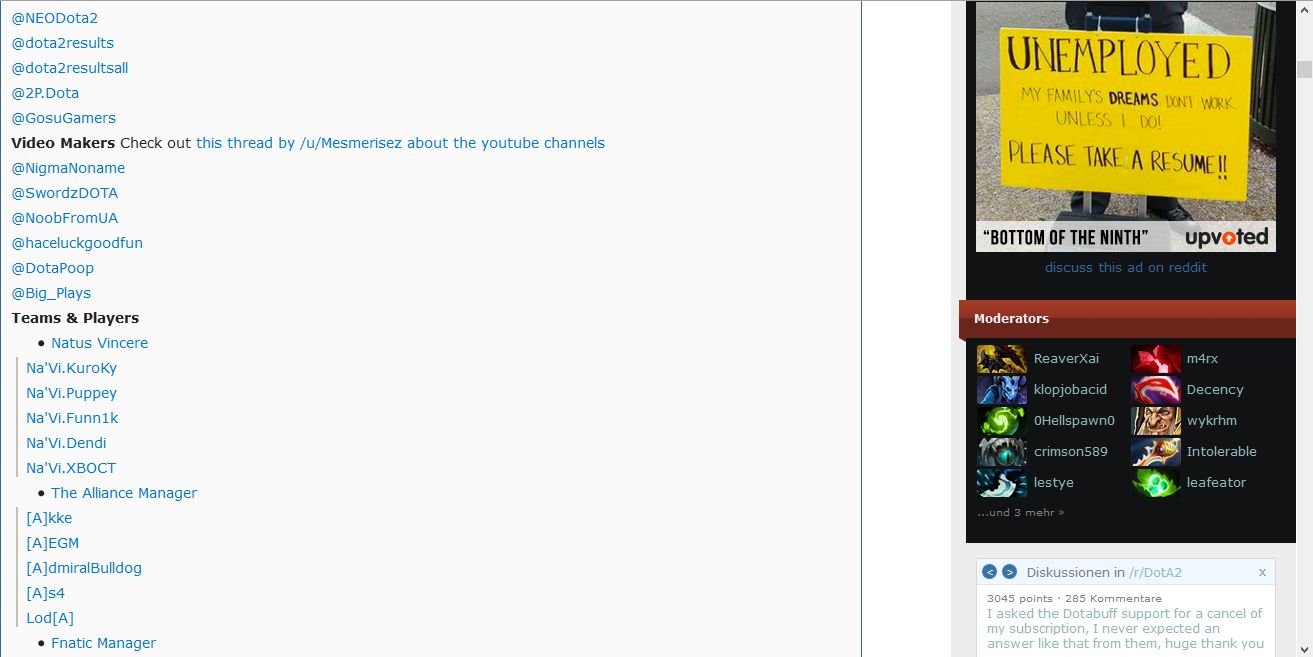 @NEODota2
@dota2results
@dota2resultsall
@2P.Dota
@GosuGamers
Video Makers Check out this thread by /u/Mesmerisez about the youtube channels
@NigmaNoname
@SwordzDOTA
@NoobFromUA
@haceluckgoodfun
@DotaPoop
@Big_Plays
Teams & Players
• Natus Vincere
Na'Vi.KuroKy
Na'Vi.Puppey
Na'Vi.Funn1k
Na'Vi.Dendi
Na'Vi.XBOCT
• The Alliance Manager
[A]kke
[A]EGM
[A]dmiralBulldog
[A]s4
Lod[A]
• Fnatic Manager
UNEMPLOYED
MY FAMILY'S DREAMS DON'T WORK
UNLESS I DO!
PLEASE TAKE A RESUME!!
"BOTTOM OF THE NINTH" upvoted
discuss this ad on reddit
Moderators
ReaverXai m4rx
klopjobacid Decency
0Hellspawn0 wykrhm
crimson589 Intolerable
lestye leafeator
...und 3 mehr »
< > Diskussionen in /r/DotA2 x
3045 points · 285 Kommentare
I asked the Dotabuff support for a cancel of
my subscription, I never expected an
answer like that from them, huge thank you